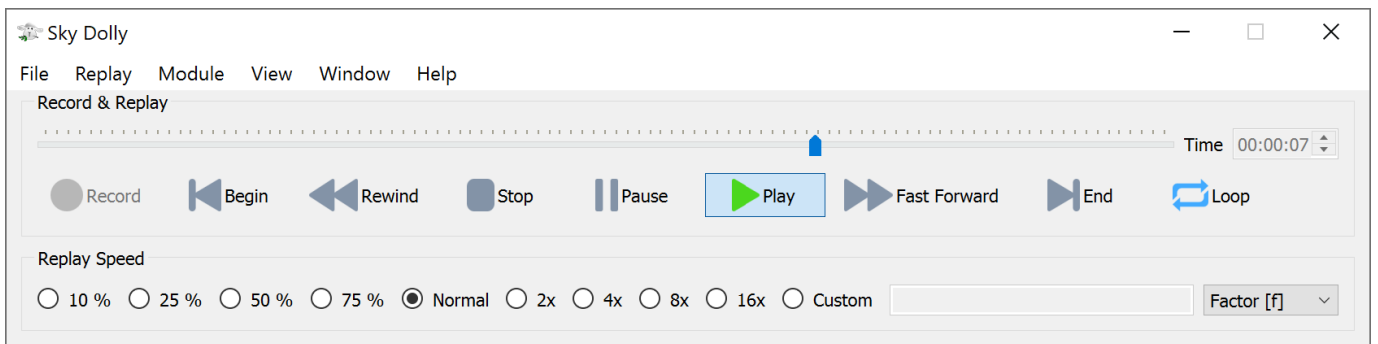 Sky Dolly
File Replay Module View Window Help
Record & Replay
Time 00:00:07
Record Begin Rewind Stop Pause Play Fast Forward End Loop
Replay Speed
10 % 25 % 50 % 75 % Normal 2x 4x 8x 16x Custom Factor [f]